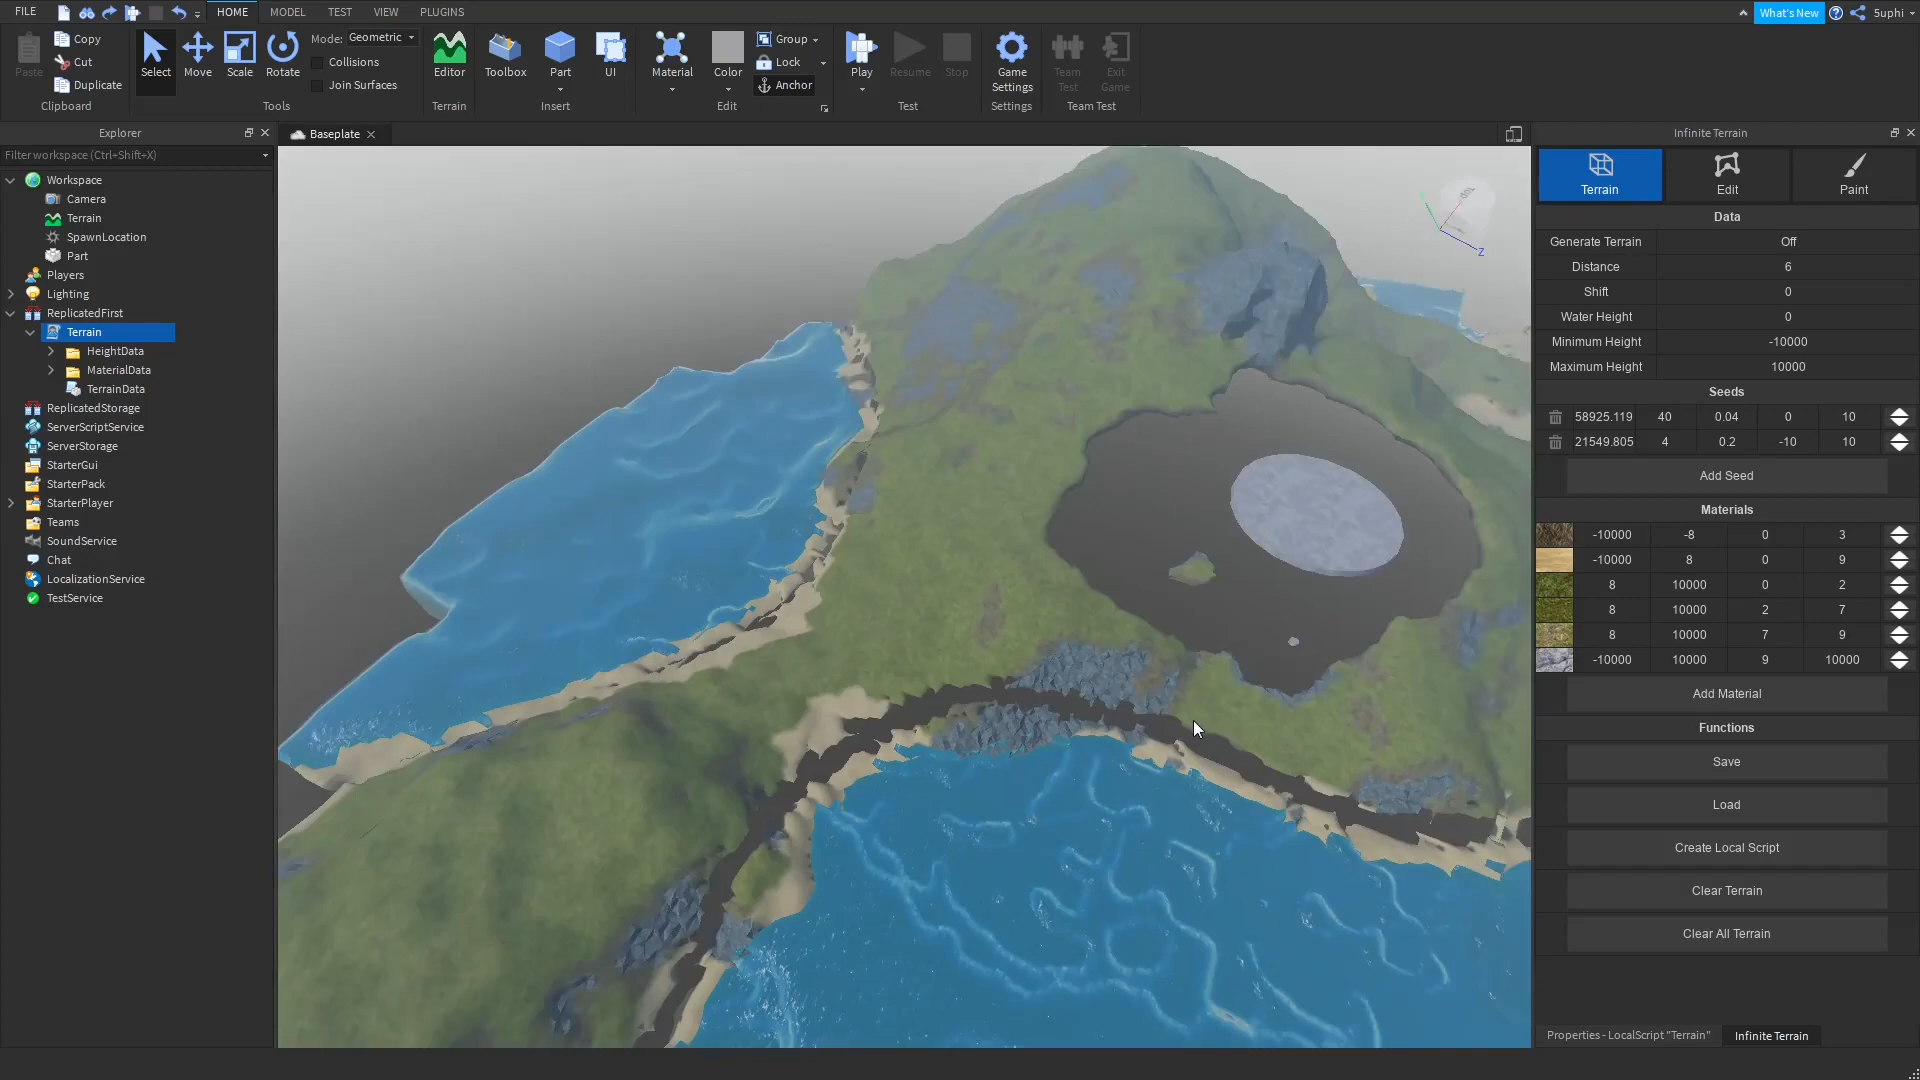 FILE HOME MODEL TEST VIEW PLUGINS What's New 5uphi
Paste
Copy
Cut
Duplicate
Clipboard
Select Move Scale Rotate
Mode: Geometric
Collisions
Join Surfaces
Tools
Editor
Terrain
Toolbox Part UI
Insert
Material Color
Group
Lock
Anchor
Edit
Play Resume Stop
Test
Game
Settings
Settings
Team
Test
Exit
Game
Team Test
Explorer
Filter workspace (Ctrl+Shift+X)
Workspace
Camera
Terrain
SpawnLocation
Part
Players
Lighting
ReplicatedFirst
Terrain
HeightData
MaterialData
TerrainData
ReplicatedStorage
ServerScriptService
ServerStorage
StarterGui
StarterPack
StarterPlayer
Teams
SoundService
Chat
LocalizationService
TestService
Baseplate
Z
Infinite Terrain
Terrain Edit Paint
Data
Generate Terrain Off
Distance 6
Shift 0
Water Height 0
Minimum Height -10000
Maximum Height 10000
Seeds
58925.119 40 0.04 0 10
21549.805 4 0.2 -10 10
Add Seed
Materials
-10000 -8 0 3
-10000 8 0 9
8 10000 0 2
8 10000 2 7
8 10000 7 9
-10000 10000 9 10000
Add Material
Functions
Save
Load
Create Local Script
Clear Terrain
Clear All Terrain
Properties - LocalScript "Terrain" Infinite Terrain